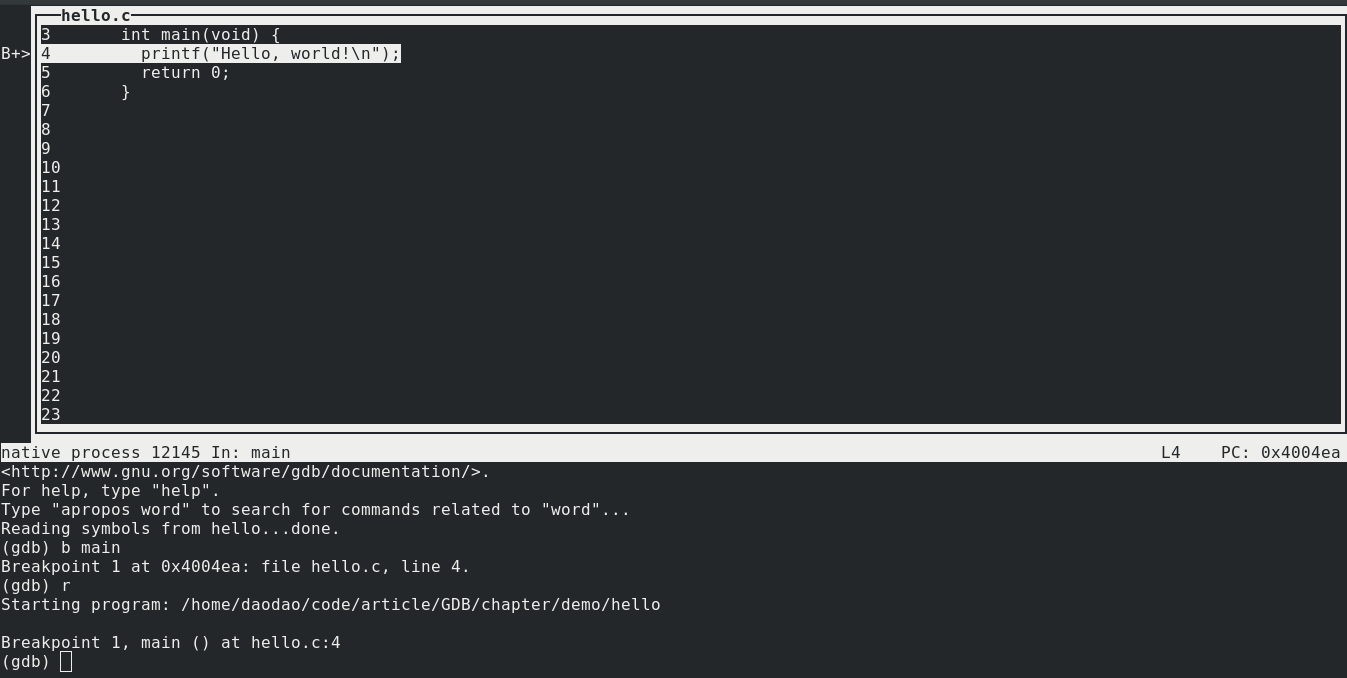 hello.c
3       int main(void) {
B+> 4         printf("Hello, world!\n");
5         return 0;
6       }
7
8
9
10
11
12
13
14
15
16
17
18
19
20
21
22
23
native process 12145 In: main L4 PC: 0x4004ea
<http://www.gnu.org/software/gdb/documentation/>.
For help, type "help".
Type "apropos word" to search for commands related to "word"...
Reading symbols from hello...done.
(gdb) b main
Breakpoint 1 at 0x4004ea: file hello.c, line 4.
(gdb) r
Starting program: /home/daodao/code/article/GDB/chapter/demo/hello
Breakpoint 1, main () at hello.c:4
(gdb)